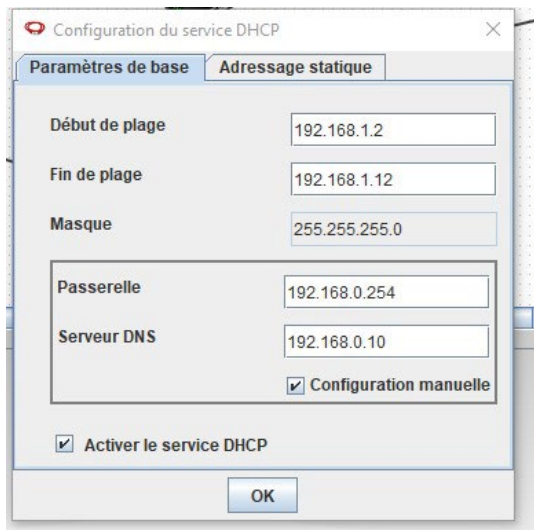 Configuration du service DHCP
Paramètres de base
Adressage statique
Début de plage
192.168.1.2
Fin de plage
192.168.1.12
Masque
255.255.255.0
Passerelle
192.168.0.254
Serveur DNS
192.168.0.10
Configuration manuelle
Activer le service DHCP
OK